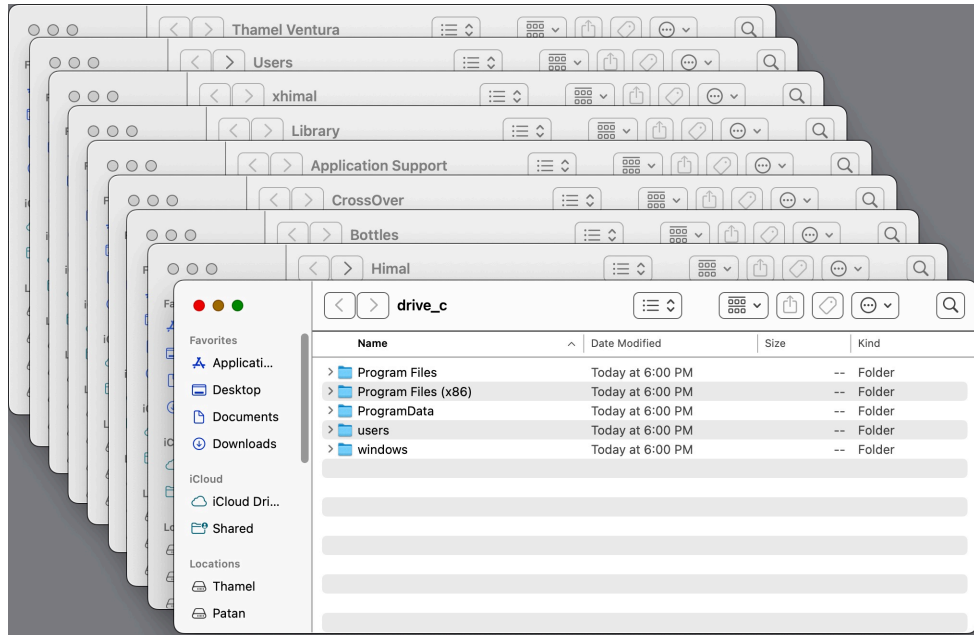 Thamel Ventura
Users
xhimal
Library
Application Support
CrossOver
Bottles
Himal
drive_c
Favorites
Applicati...
Desktop
Documents
Downloads
iCloud
iCloud Dri...
Shared
Locations
Thamel
Patan
Name Date Modified Size Kind
Program Files Today at 6:00 PM -- Folder
Program Files (x86) Today at 6:00 PM -- Folder
ProgramData Today at 6:00 PM -- Folder
users Today at 6:00 PM -- Folder
windows Today at 6:00 PM -- Folder